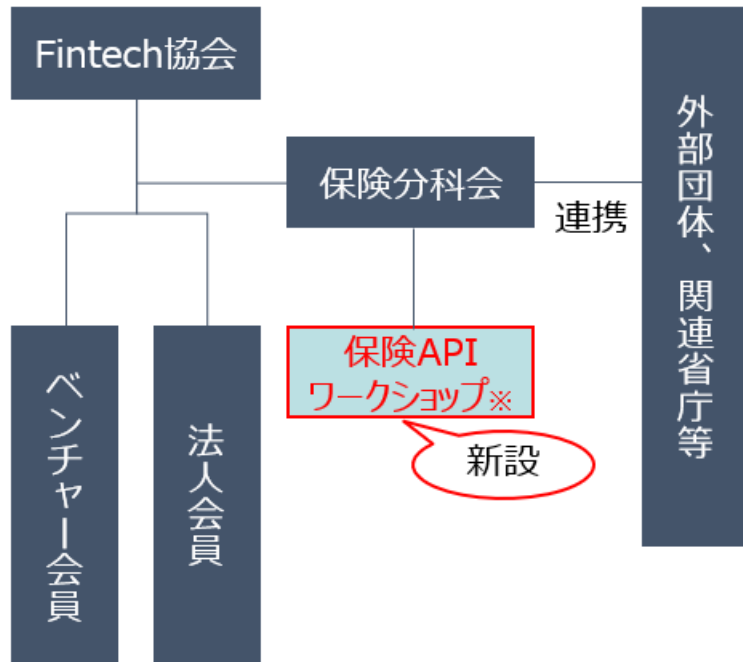 Fintech協会
保険分科会
連携
外部団体、関連省庁等
ベンチャー会員
法人会員
保険API
ワークショップ※
新設